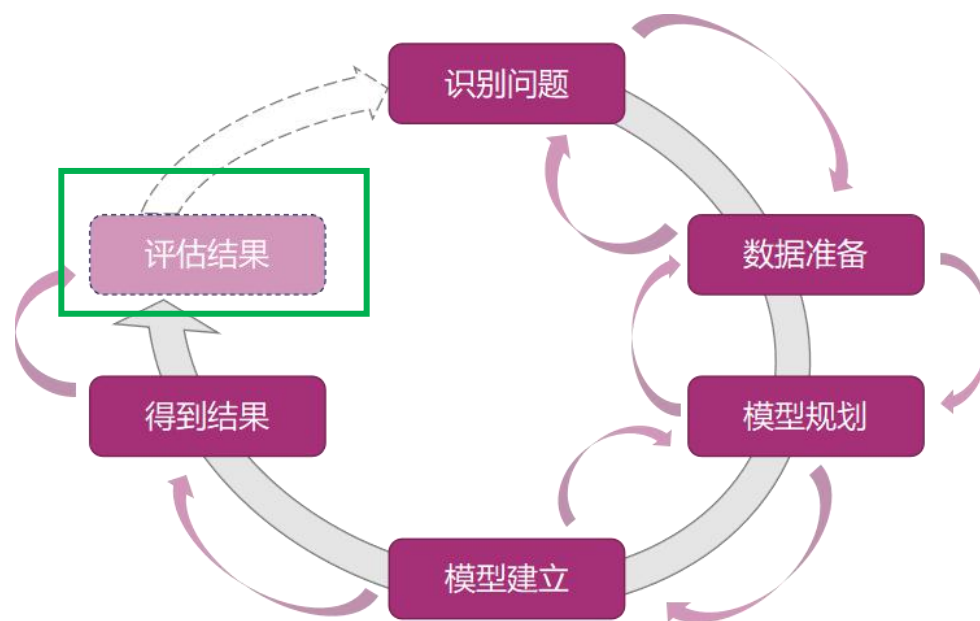 识别问题
评估结果
数据准备
得到结果
模型规划
模型建立